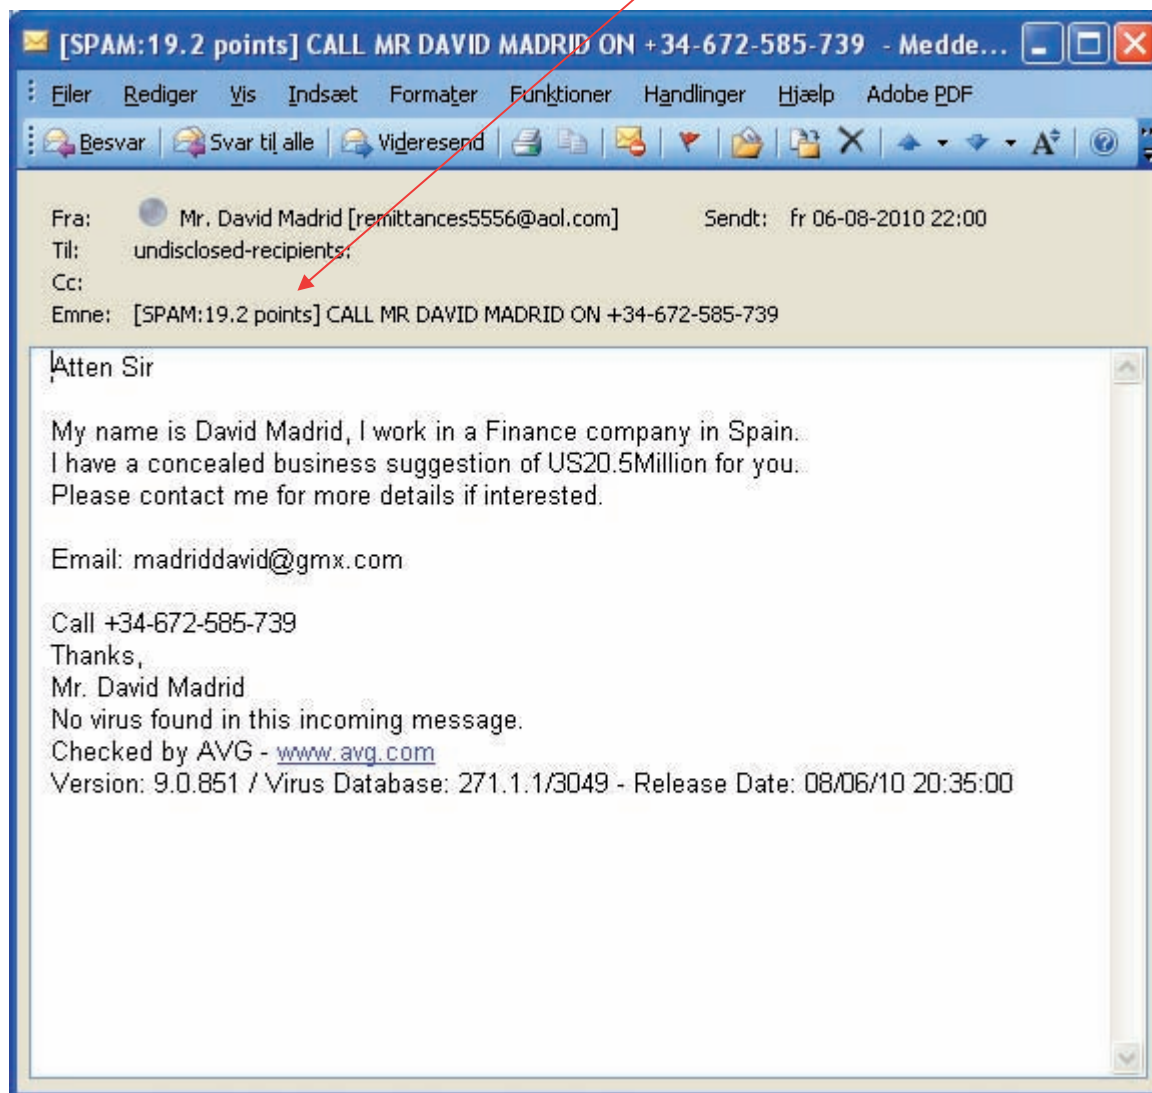 [SPAM:19.2 points] CALL MR DAVID MADRID ON +34-672-585-739 - Medde...
Filer Rediger Vis Indsæt Formater Funktioner Handlinger Hjælp Adobe PDF
Besvar Svar til alle Videresend
Fra: Mr. David Madrid [remittances5556@aol.com] Sendt: fr 06-08-2010 22:00
Til: undisclosed-recipients:
Cc:
Emne: [SPAM:19.2 points] CALL MR DAVID MADRID ON +34-672-585-739
Atten Sir
My name is David Madrid, I work in a Finance company in Spain.
I have a concealed business suggestion of US20.5Million for you.
Please contact me for more details if interested.
Email: madriddavid@gmx.com
Call +34-672-585-739
Thanks,
Mr. David Madrid
No virus found in this incoming message.
Checked by AVG - www.avg.com
Version: 9.0.851 / Virus Database: 271.1.1/3049 - Release Date: 08/06/10 20:35:00